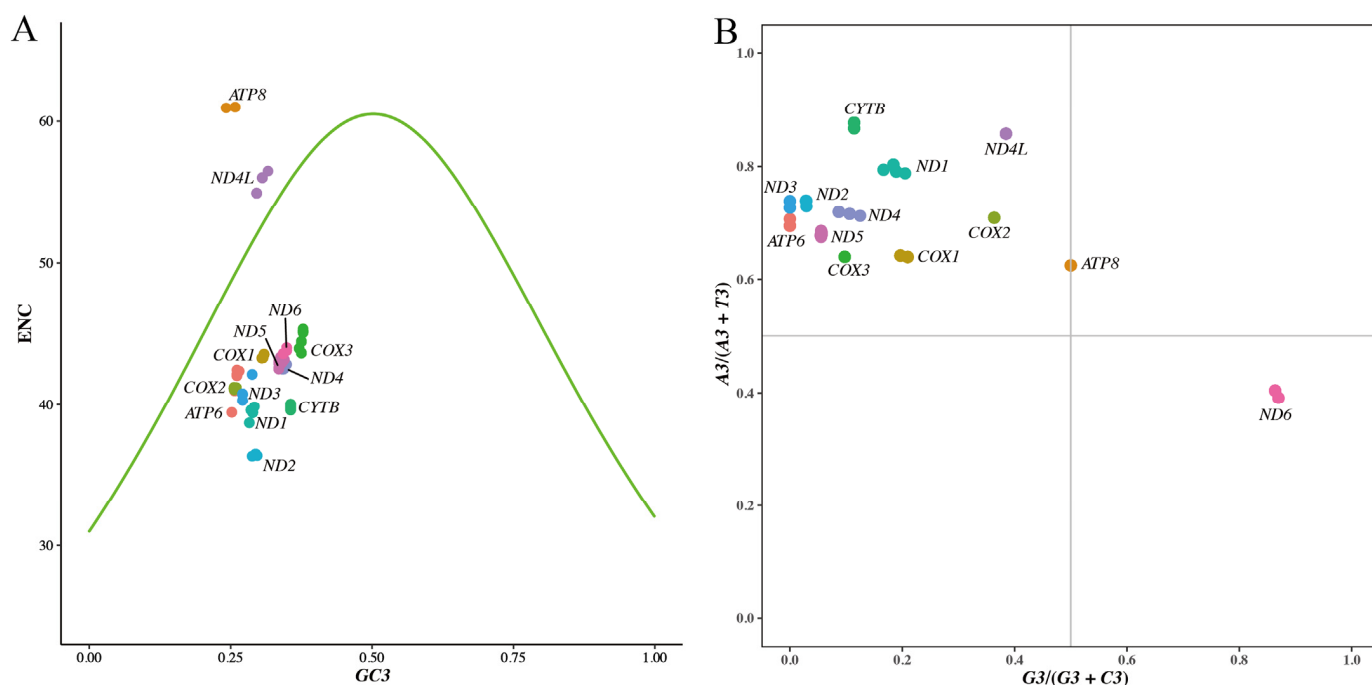 A
ENC
60
50
40
30
ATP8
ND4L
ND6
ND5
COX1
COX3
COX2
ND3
ND4
ATP6
ND1
CYTB
ND2
0.00
0.25
0.50
0.75
1.00
GC3
B
A3/(A3 + T3)
1.0
0.8
0.6
0.4
0.2
0.0
CYTB
ND4L
ND1
ND3
ND2
ND4
COX2
ATP6
ND5
COX3
COX1
ATP8
ND6
0.0
0.2
0.4
0.6
0.8
1.0
G3/(G3 + C3)